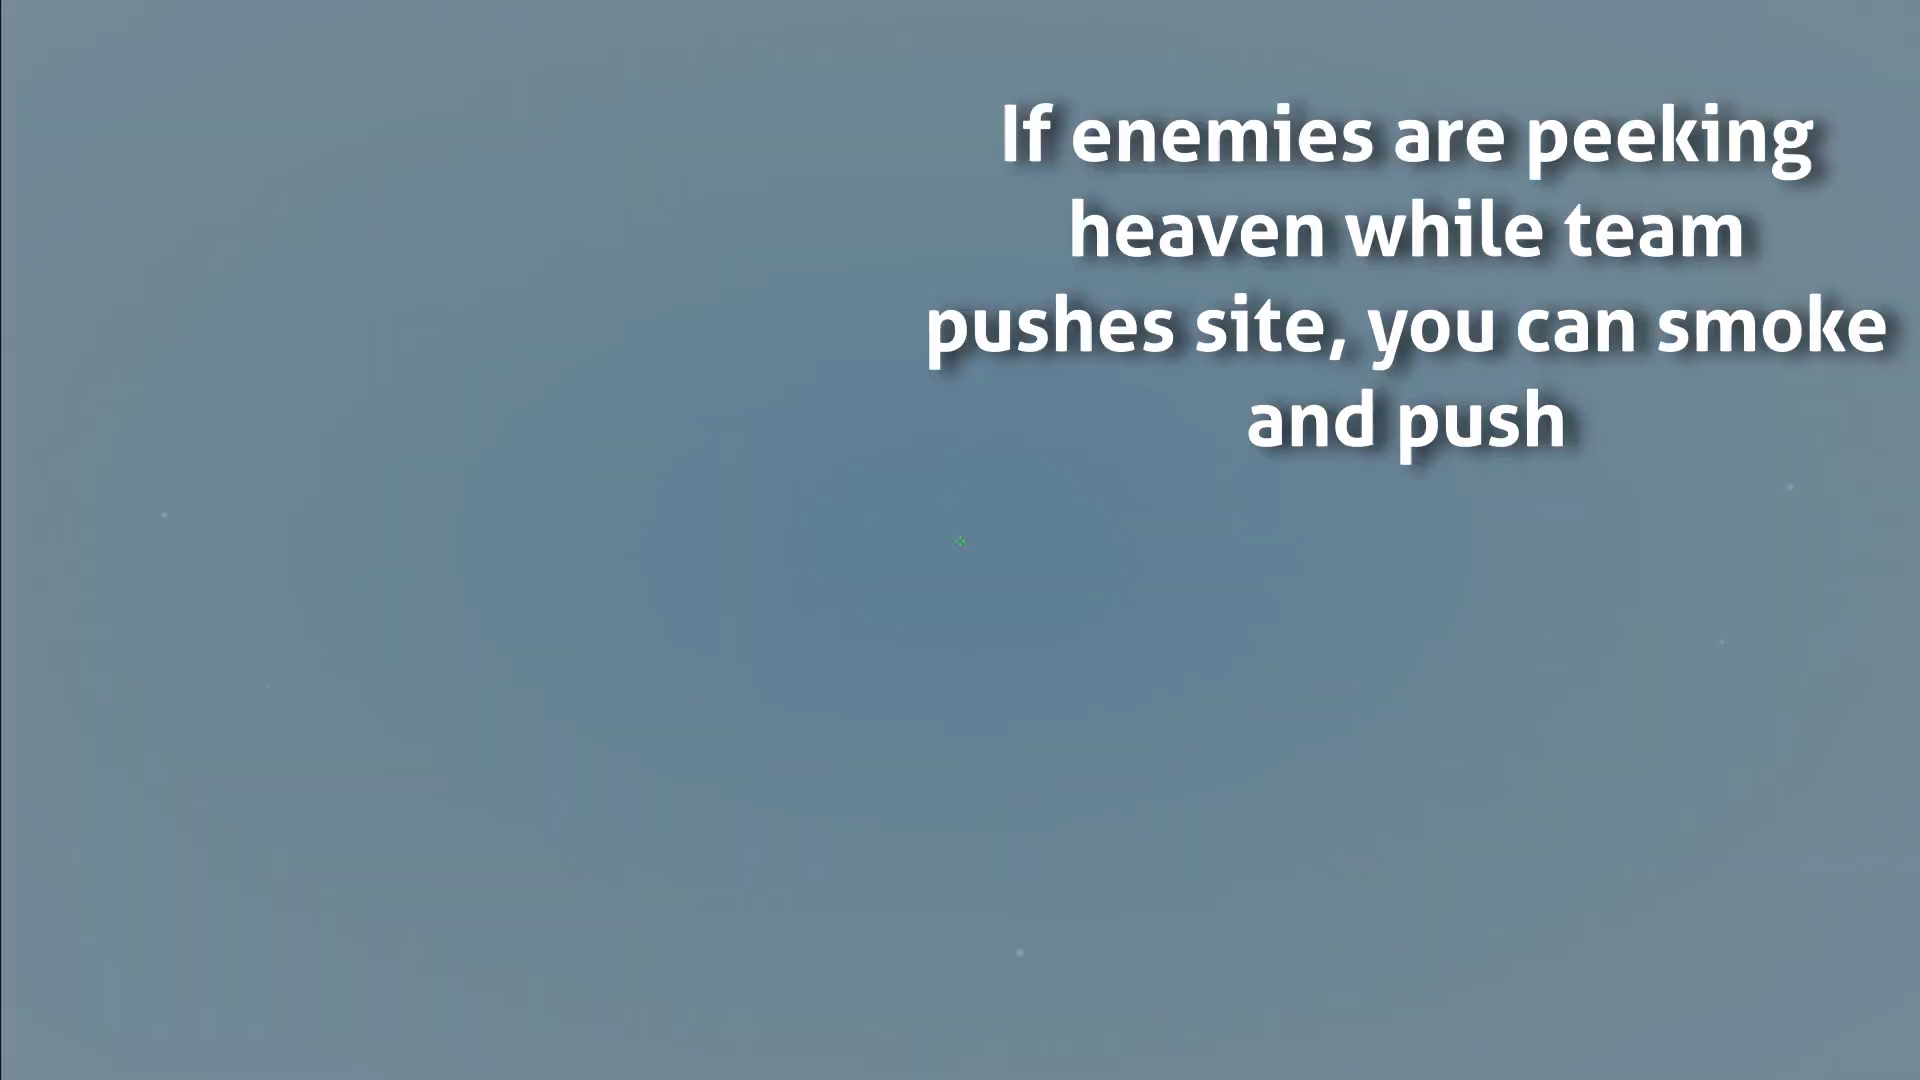 If enemies are peeking
heaven while team
pushes site, you can smoke
and push